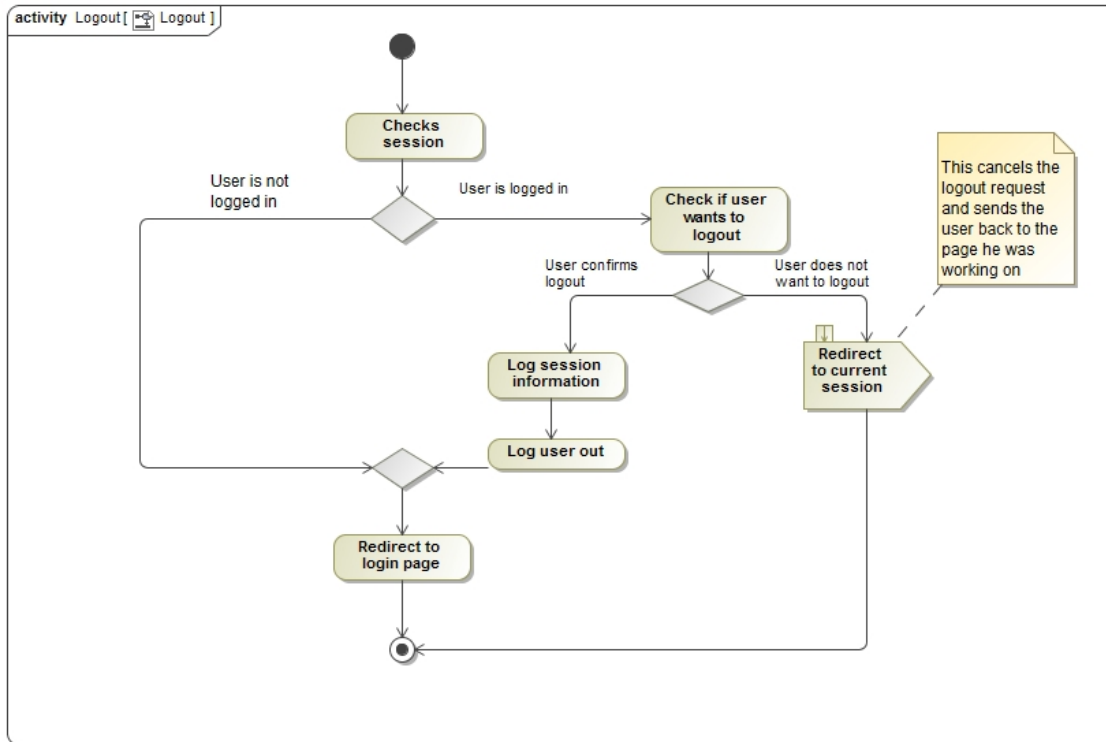 activity Logout [ Logout ]
Checks
session
User is not
logged in
User is logged in
Check if user
wants to
logout
This cancels the
logout request
and sends the
user back to the
page he was
working on
User confirms
logout
User does not
want to logout
Log session
information
Redirect
to current
session
Log user out
Redirect to
login page